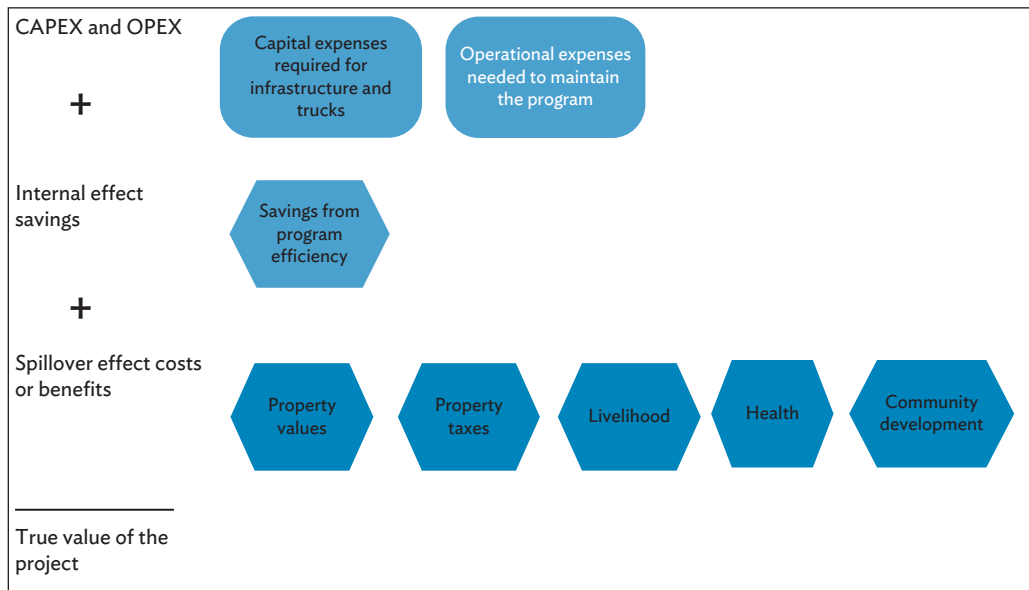 CAPEX and OPEX
Capital expenses
required for
infrastructure and
trucks
Operational expenses
needed to maintain
the program
+
Internal effect
savings
Savings from
program
efficiency
+
Spillover effect costs
or benefits
Property
values
Property
taxes
Livelihood
Health
Community
development
True value of the
project